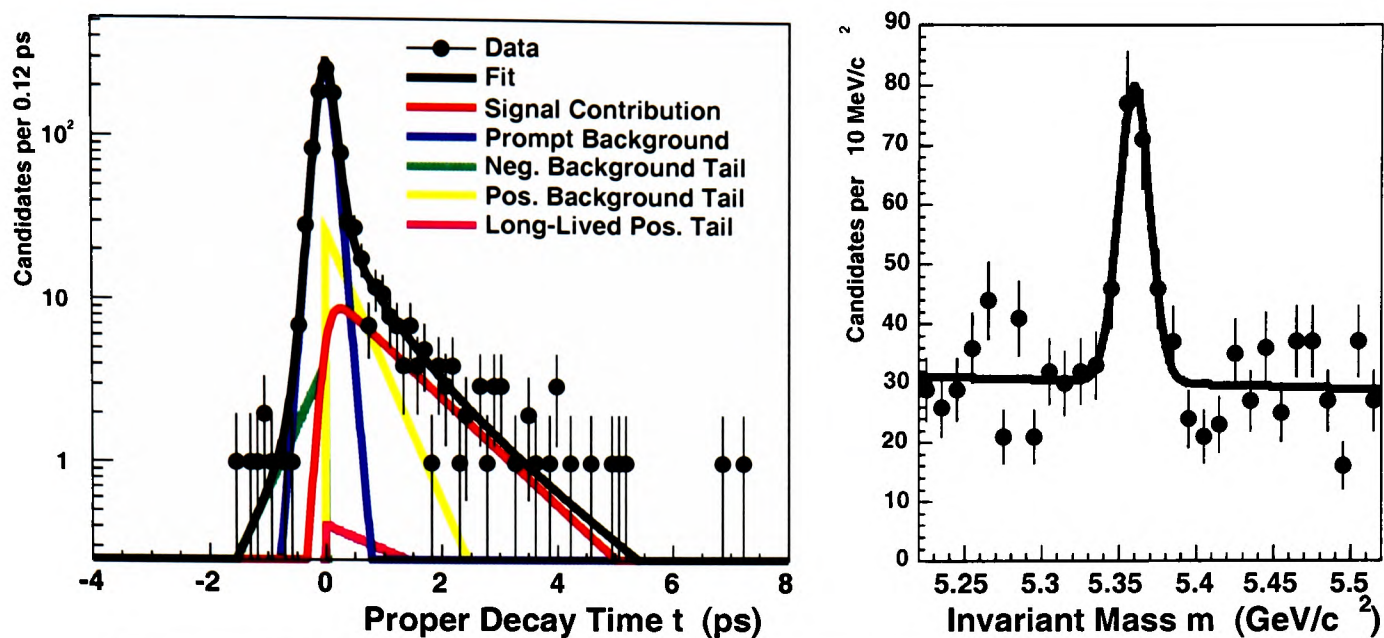 Candidates per 0.12 ps
10²
10
1
Data
Fit
Signal Contribution
Prompt Background
Neg. Background Tail
Pos. Background Tail
Long-Lived Pos. Tail
-4 -2 0 2 4 6 8
Proper Decay Time t (ps)
Candidates per 10 MeV/c²
90
80
70
60
50
40
30
20
10
0
5.25 5.3 5.35 5.4 5.45 5.5
Invariant Mass m (GeV/c²)